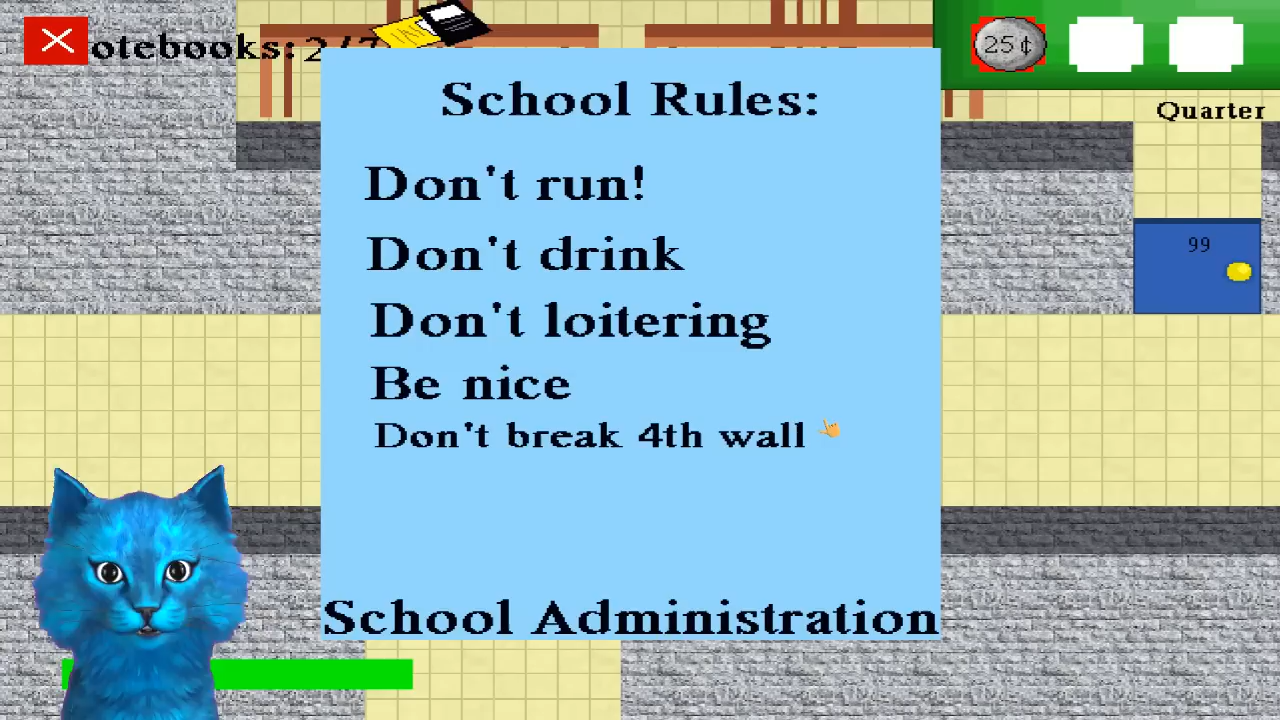 otebooks: 2/7
25¢
Quarter
99
School Rules:
Don't run!
Don't drink
Don't loitering
Be nice
Don't break 4th wall
School Administration